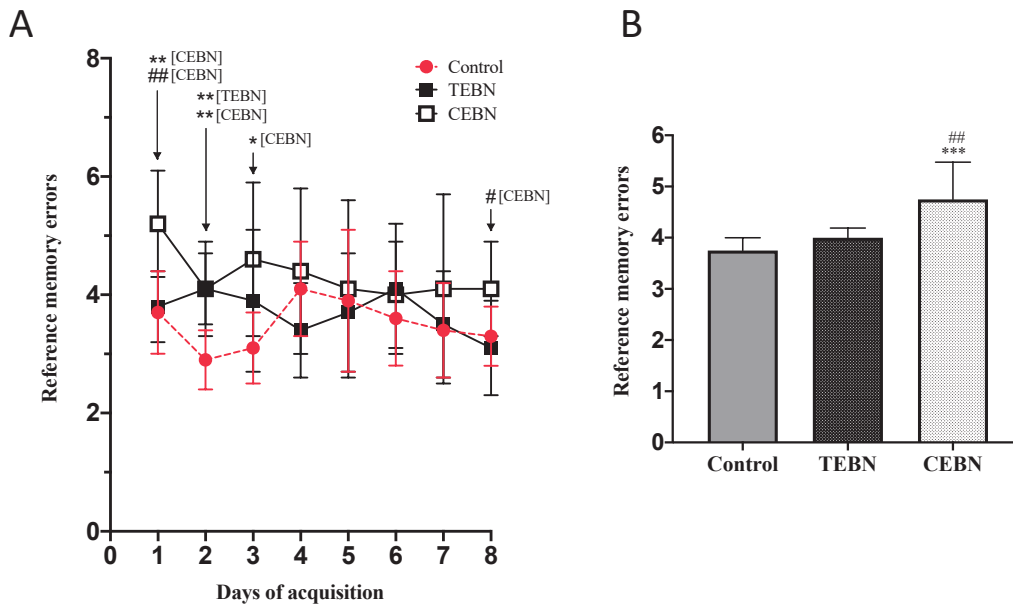 A
Reference memory errors
8
6
4
2
0
** [CEBN]
## [CEBN]
** [TEBN]
** [CEBN]
* [CEBN]
# [CEBN]
Control
TEBN
CEBN
0 1 2 3 4 5 6 7 8
Days of acquisition
B
Reference memory errors
6
5
4
3
2
1
0
##
***
Control TEBN CEBN